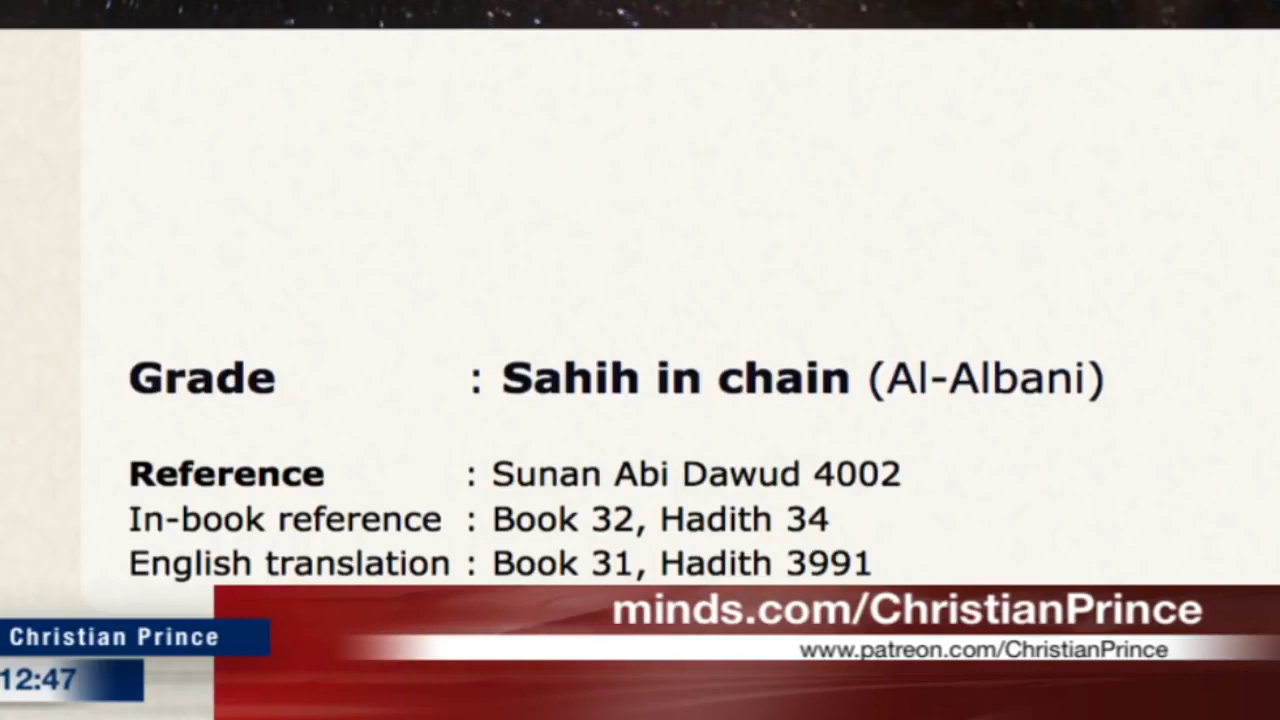 Grade : Sahih in chain (Al-Albani)
Reference : Sunan Abi Dawud 4002
In-book reference : Book 32, Hadith 34
English translation : Book 31, Hadith 3991
minds.com/ChristianPrince
Christian Prince
www.patreon.com/ChristianPrince
12:47